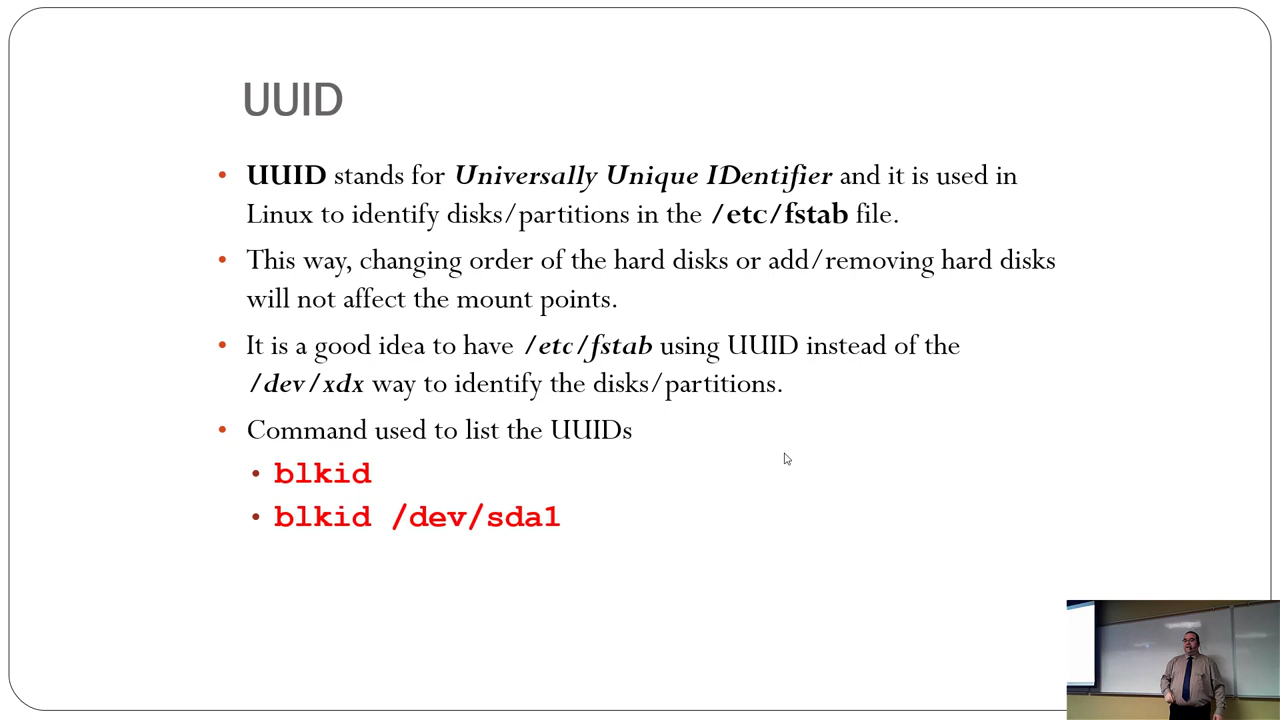 UUID
• UUID stands for Universally Unique IDentifier and it is used in
Linux to identify disks/partitions in the /etc/fstab file.
• This way, changing order of the hard disks or add/removing hard disks
will not affect the mount points.
• It is a good idea to have /etc/fstab using UUID instead of the
/dev/xdx way to identify the disks/partitions.
• Command used to list the UUIDs
• blkid
• blkid /dev/sda1